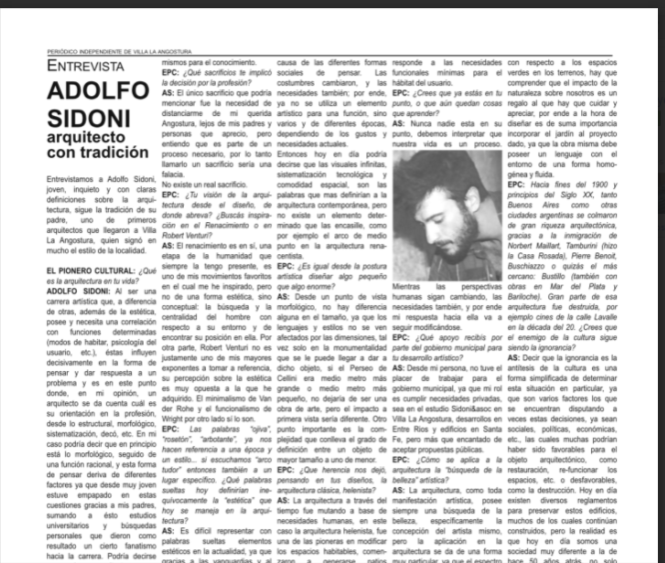 PERIÓDICO INDEPENDIENTE DE VILLA LA ANGOSTURA
ENTREVISTA
ADOLFO
SIDONI
arquitecto
con tradición
Entrevistamos a Adolfo Sidoni,
joven, inquieto y con claras
definiciones sobre la arqui-
tectura, sigue la tradición de su
padre, uno de primeros
arquitectos que llegaron a Villa
La Angostura, quien signó en
mucho el estilo de la localidad.
EL PIONERO CULTURAL: ¿Qué
es la arquitectura en tu vida?
ADOLFO SIDONI: Al ser una
carrera artística que, a diferencia
de otras, además de la estética,
posee y necesita una correlación
con funciones determinadas
(modos de habitar, psicología del
usuario, etc.), éstas influyen
decisivamente en la forma de
pensar y dar respuesta a un
problema y es en este punto
donde, en mi opinión, un
arquitecto se da cuenta cuál es
su orientación en la profesión,
desde lo estructural, morfológico,
sistematización, decó, etc. En mi
caso podría decir que en principio
está lo morfológico, seguido de
una función racional, y esta forma
de pensar deriva de diferentes
factores ya que desde muy joven
estuve empapado en estas
cuestiones gracias a mis padres,
sumando a ésto estudios
universitarios y búsquedas
personales que dieron como
resultado un cierto fanatismo
hacia la carrera. Podría decirse
mismos para el conocimiento.
EPC: ¿Qué sacrificios te implicó
la decisión por la profesión?
AS: El único sacrificio que podría
mencionar fue la necesidad de
distanciarme de mi querida
Angostura, lejos de mis padres y
personas que aprecio, pero
entiendo que es parte de un
proceso necesario, por lo tanto
llamarlo un sacrificio sería una
falacia.
No existe un real sacrificio.
EPC: ¿Tu visión de la arqui-
tectura desde el diseño, de
donde abreva? ¿Buscás inspira-
ción en el Renacimiento o en
Robert Venturi?
AS: El renacimiento es en sí, una
etapa de la humanidad que
siempre la tengo presente, es
uno de mis movimientos favoritos
en el cual me he inspirado, pero
no de una forma estética, sino
conceptual: la búsqueda y la
centralidad del hombre con
respecto a su entorno y de
encontrar su posición en ella. Por
otra parte, Robert Venturi no es
justamente uno de mis mayores
exponentes a tomar a referencia,
su percepción sobre la estética
es muy opuesta a la que he
adquirido. El minimalismo de Van
der Rohe y el funcionalismo de
Wright por otro lado sí lo son.
EPC: Las palabras "ojiva",
"rosetón", "arbotante", ya nos
hacen referencia a una época y
un estilo... si escuchamos "arco
tudor" entonces también a un
lugar específico. ¿Qué palabras
sueltas hoy definirían ine-
quívocamente la "estética" que
hoy se maneja en la arqui-
tectura?
AS: Es difícil representar con
palabras sueltas elementos
estéticos en la actualidad, ya que
gracias a las vanguardias y al
causa de las diferentes formas
sociales de pensar. Las
costumbres cambiaron, y las
necesidades también; por ende,
ya no se utiliza un elemento
artístico para una función, sino
varios y de diferentes épocas,
dependiendo de los gustos y
necesidades actuales.
Entonces hoy en día podría
decirse que las visuales infinitas,
sistematización tecnológica y
comodidad espacial, son las
palabras que mas definirían a la
arquitectura contemporánea, pero
no existe un elemento deter-
minado que las encasille, como
por ejemplo el arco de medio
punto en la arquitectura rena-
centista.
EPC: ¿Es igual desde la postura
artística diseñar algo pequeño
que algo enorme?
AS: Desde un punto de vista
morfológico, no hay diferencia
alguna en el tamaño, ya que los
lenguajes y estilos no se ven
afectados por las dimensiones, tal
vez solo en la monumentalidad
que se le puede llegar a dar a
dicho objeto, si el Perseo de
Cellini era medio metro más
grande o medio metro más
pequeño, no dejaría de ser una
obra de arte, pero el impacto a
primera vista sería diferente. Otro
punto importante es la com-
plejidad que conlleva el grado de
definición entre un objeto de
mayor tamaño a uno de menor.
EPC: ¿Que herencia nos dejó,
pensando en tus diseños, la
arquitectura clásica, helenista?
AS: La arquitectura a través del
tiempo fue mutando a base de
necesidades humanas, en este
caso la arquitectura helenista, fue
una de las pioneras en modificar
los espacios habitables, comen-
zamo a generarse patios
responde a las necesidades
funcionales mínimas para el
hábitat del usuario.
EPC: ¿Crees que ya estás en tu
punto, o que aún quedan cosas
que aprender?
AS: Nunca nadie esta en su
punto, debemos interpretar que
nuestra vida es un proceso.
Mientras las perspectivas
humanas sigan cambiando, las
necesidades también, y por ende
mi respuesta hacia ella va a
seguir modificándose.
EPC: ¿Qué apoyo recibís por
parte del gobierno municipal para
tu desarrollo artístico?
AS: Desde mi persona, no tuve el
placer de trabajar para el
gobierno municipal, ya que mi rol
es cumplir necesidades privadas,
sea en el estudio Sidoni&asoc en
Villa La Angostura, desarrollos en
Entre Ríos y edificios en Santa
Fe, pero más que encantado de
aceptar propuestas públicas.
EPC: ¿Cómo se aplica a la
arquitectura la "búsqueda de la
belleza" artística?
AS: La arquitectura, como toda
manifestación artística, posee
siempre una búsqueda de la
belleza, específicamente la
concepción del artista mismo,
pero la aplicación en la
arquitectura se da de una forma
muy particular, ya que el espectro
con respecto a los espacios
verdes en los terrenos, hay que
comprender que el impacto de la
naturaleza sobre nosotros es un
regalo al que hay que cuidar y
apreciar, por ende a la hora de
diseñar es de suma importancia
incorporar el jardín al proyecto
dado, ya que la obra misma debe
poseer un lenguaje con el
entorno de una forma homo-
génea y fluida.
EPC: Hacia fines del 1900 y
principios del Siglo XX, tanto
Buenos Aires como otras
ciudades argentinas se colmaron
de gran riqueza arquitectónica,
gracias a la inmigración de
Norbert Maillart, Tamburini (hizo
la Casa Rosada), Pierre Benoit,
Buschiazzo o quizás el más
cercano: Bustillo (también con
obras en Mar del Plata y
Bariloche). Gran parte de esa
arquitectura fue destruida, por
ejemplo cines de la calle Lavalle
en la década del 20. ¿Crees que
el enemigo de la cultura sigue
siendo la ignorancia?
AS: Decir que la ignorancia es la
antítesis de la cultura es una
forma simplificada de determinar
esta situación en particular, ya
que son varios factores los que
se encuentran disputando a
veces estas decisiones, ya sean
sociales, políticas, económicas,
etc., las cuales muchas podrían
haber sido favorables para el
objeto arquitectónico, como
restauración, re-funcionar los
espacios, etc. o desfavorables,
como la destrucción. Hoy en día
existen diversos reglamentos
para preservar estos edificios,
muchos de los cuales continúan
construidos, pero la realidad es
que hoy en día somos una
sociedad muy diferente a la de
hace 50 años atrás, no solo